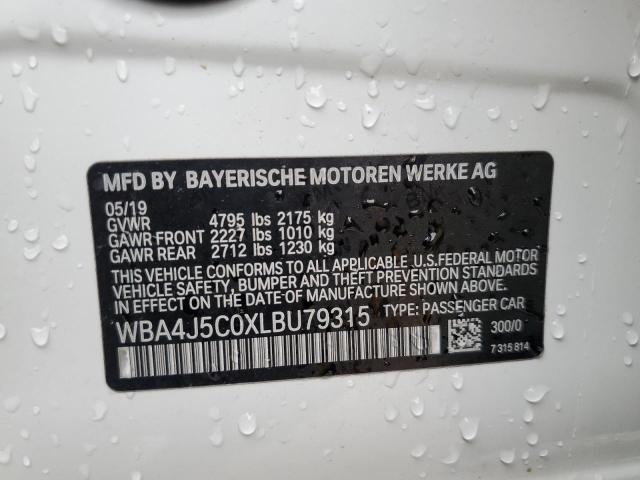 MFD BY BAYERISCHE MOTOREN WERKE AG
05/19
GVWR 4795 lbs 2175 kg
GAWR FRONT 2227 lbs 1010 kg
GAWR REAR 2712 lbs 1230 kg
THIS VEHICLE CONFORMS TO ALL APPLICABLE U.S.FEDERAL MOTOR
VEHICLE SAFETY, BUMPER AND THEFT PREVENTION STANDARDS
IN EFFECT ON THE DATE OF MANUFACTURE SHOWN ABOVE.
WBA4J5C0XLBU79315 TYPE: PASSENGER CAR
300/0
7 315 814